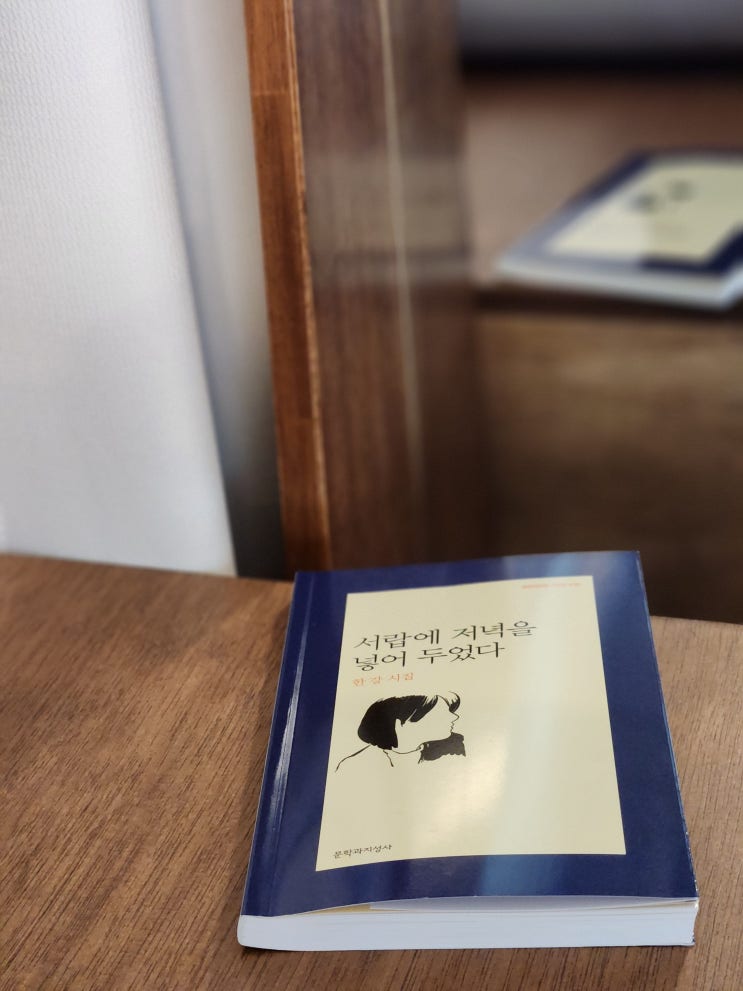 서랍에 저녁을
넣어 두었다
한강 시집
문학과지성사